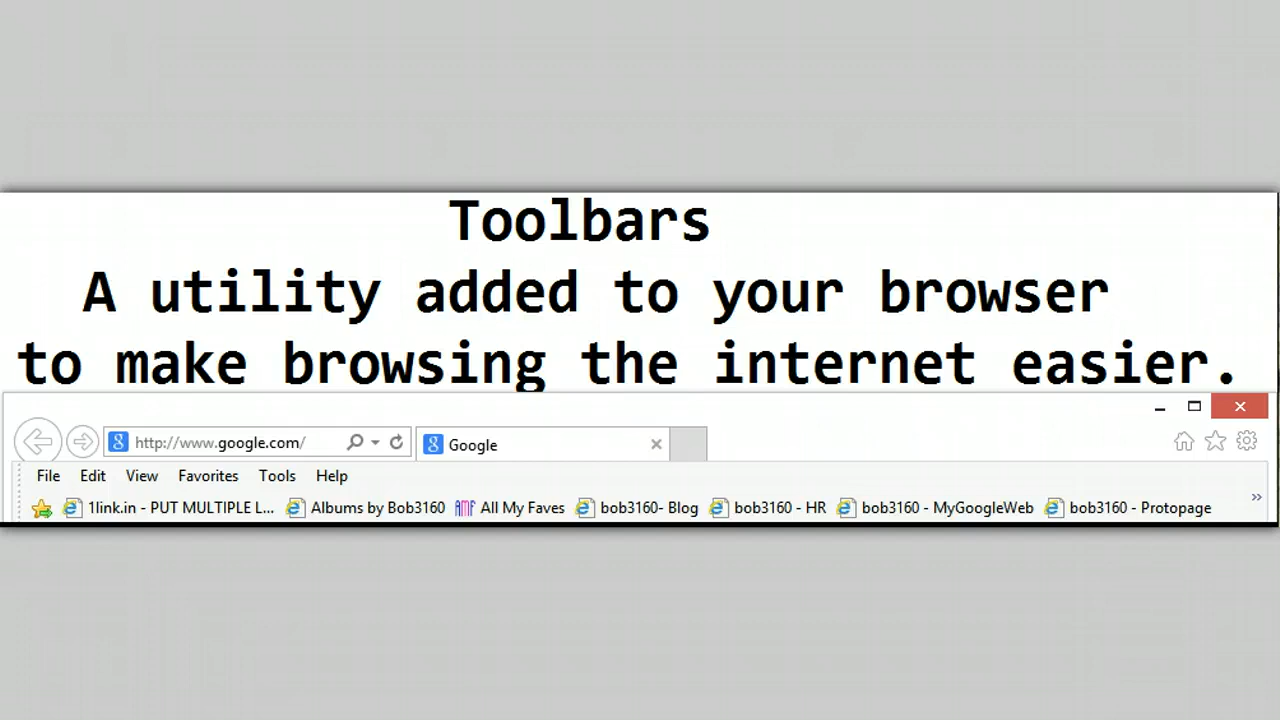 Toolbars
A utility added to your browser
to make browsing the internet easier.
http://www.google.com/ Google
File Edit View Favorites Tools Help
1link.in - PUT MULTIPLE L... Albums by Bob3160 AMF All My Faves bob3160- Blog bob3160 - HR bob3160 - MyGoogleWeb bob3160 - Protopage